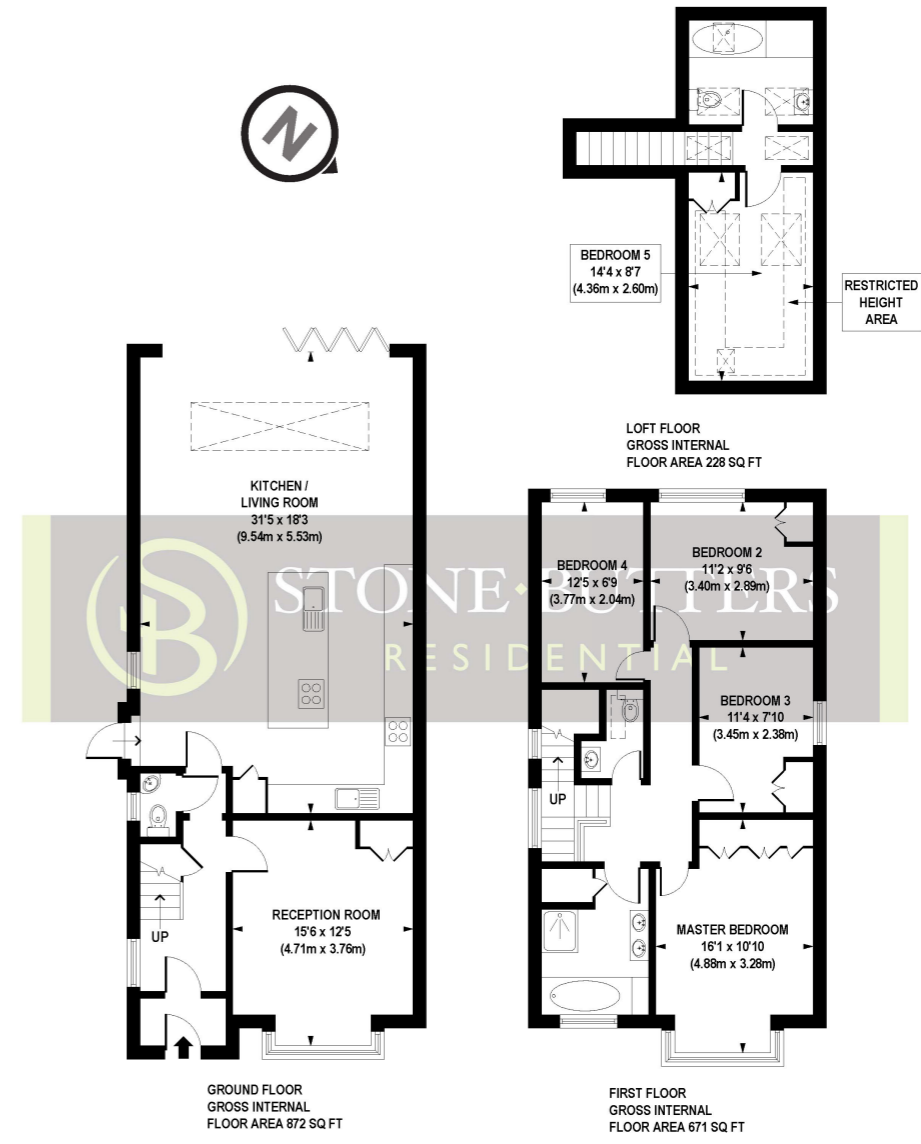 N
BEDROOM 5
14'4 x 8'7
(4.36m x 2.60m)
RESTRICTED
HEIGHT
AREA
LOFT FLOOR
GROSS INTERNAL
FLOOR AREA 228 SQ FT
KITCHEN /
LIVING ROOM
31'5 x 18'3
(9.54m x 5.53m)
SB
STONE·BUTTERS
RESIDENTIAL
UP
RECEPTION ROOM
15'6 x 12'5
(4.71m x 3.76m)
GROUND FLOOR
GROSS INTERNAL
FLOOR AREA 872 SQ FT
BEDROOM 4
12'5 x 6'9
(3.77m x 2.04m)
BEDROOM 2
11'2 x 9'6
(3.40m x 2.89m)
BEDROOM 3
11'4 x 7'10
(3.45m x 2.38m)
UP
MASTER BEDROOM
16'1 x 10'10
(4.88m x 3.28m)
FIRST FLOOR
GROSS INTERNAL
FLOOR AREA 671 SQ FT